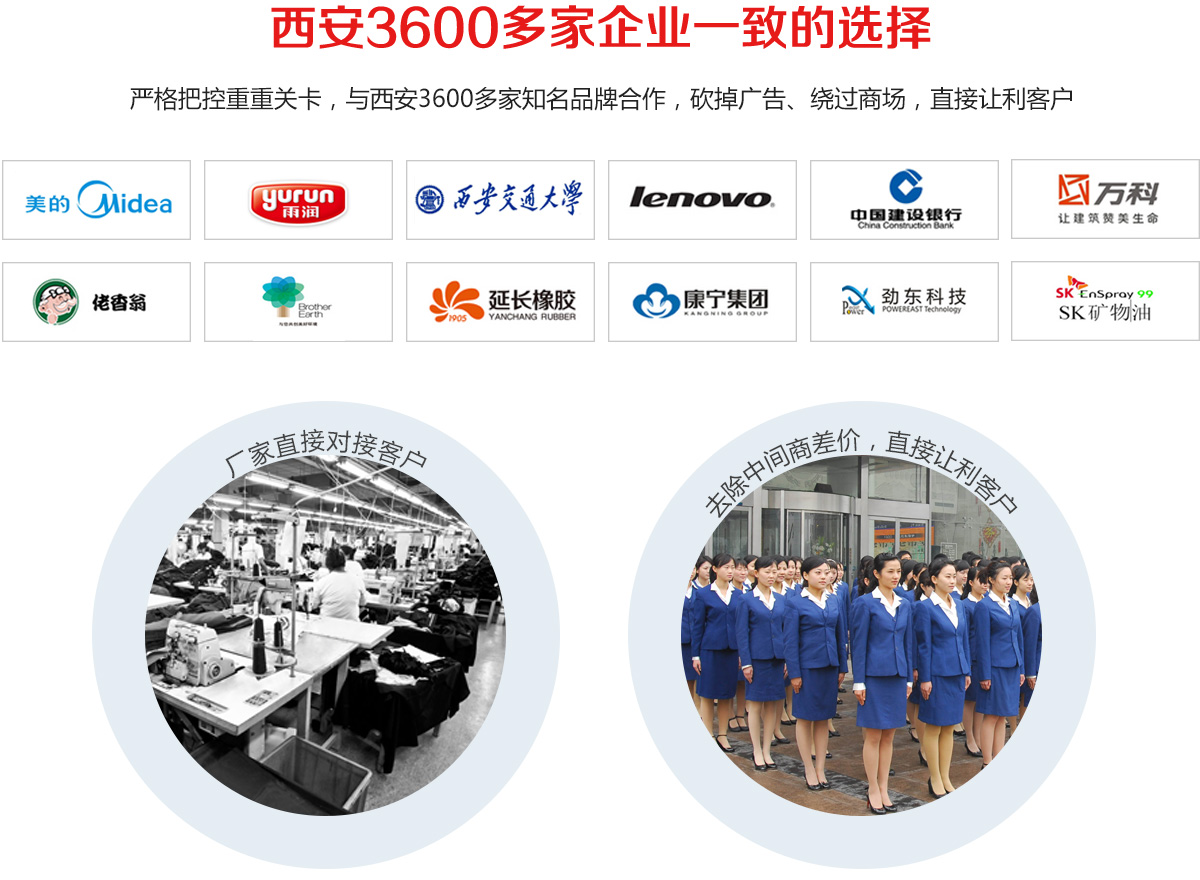 西安3600多家企业一致的选择
严格把控重重关卡，与西安3600多家知名品牌合作，砍掉广告、绕过商场，直接让利客户
美的 Midea
yurun
雨润
西安交通大學
lenovo
中国建设银行
China Construction Bank
万科
让建筑赞美生命
佬香翁
Brother
Earth
延长橡胶
1905 YANCHANG RUBBER
康宁集团
KANGNING GROUP
Power
劲东科技
POWEREAST Technology
SK EnSpray 99
SK矿物油
厂家直接对接客户
去除中间商差价，直接让利客户